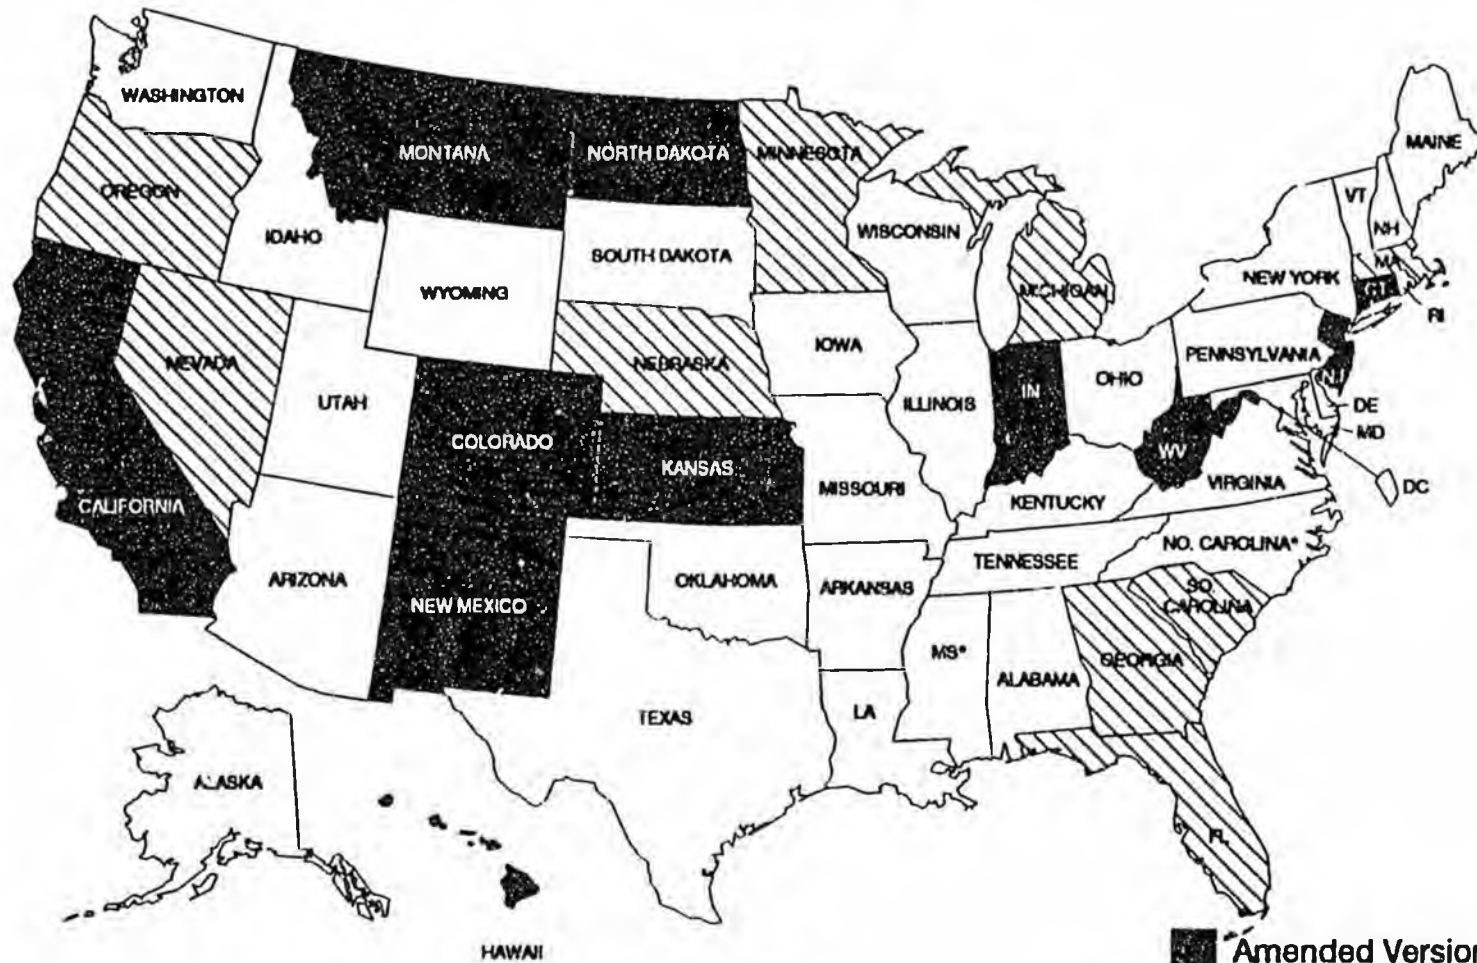 WASHINGTON
MAINE
MONTANA
NORTH DAKOTA
MINNESOTA
VT
OREGON
NH
IDAHO
WISCONSIN
SOUTH DAKOTA
MA
NEW YORK
WYOMING
MICHIGAN
RI
IOWA
PENNSYLVANIA
NEVADA
NEBRASKA
OHIO
NJ
UTAH
ILLINOIS
IN
DE
MD
COLORADO
WV
KANSAS
VIRGINIA
DC
MISSOURI
CALIFORNIA
KENTUCKY
NO. CAROLINA*
TENNESSEE
ARIZONA
OKLAHOMA
ARKANSAS
SO.
CAROLINA
NEW MEXICO
MS*
GEORGIA
ALABAMA
TEXAS
LA
ALASKA
FL
HAWAII
Amended Version